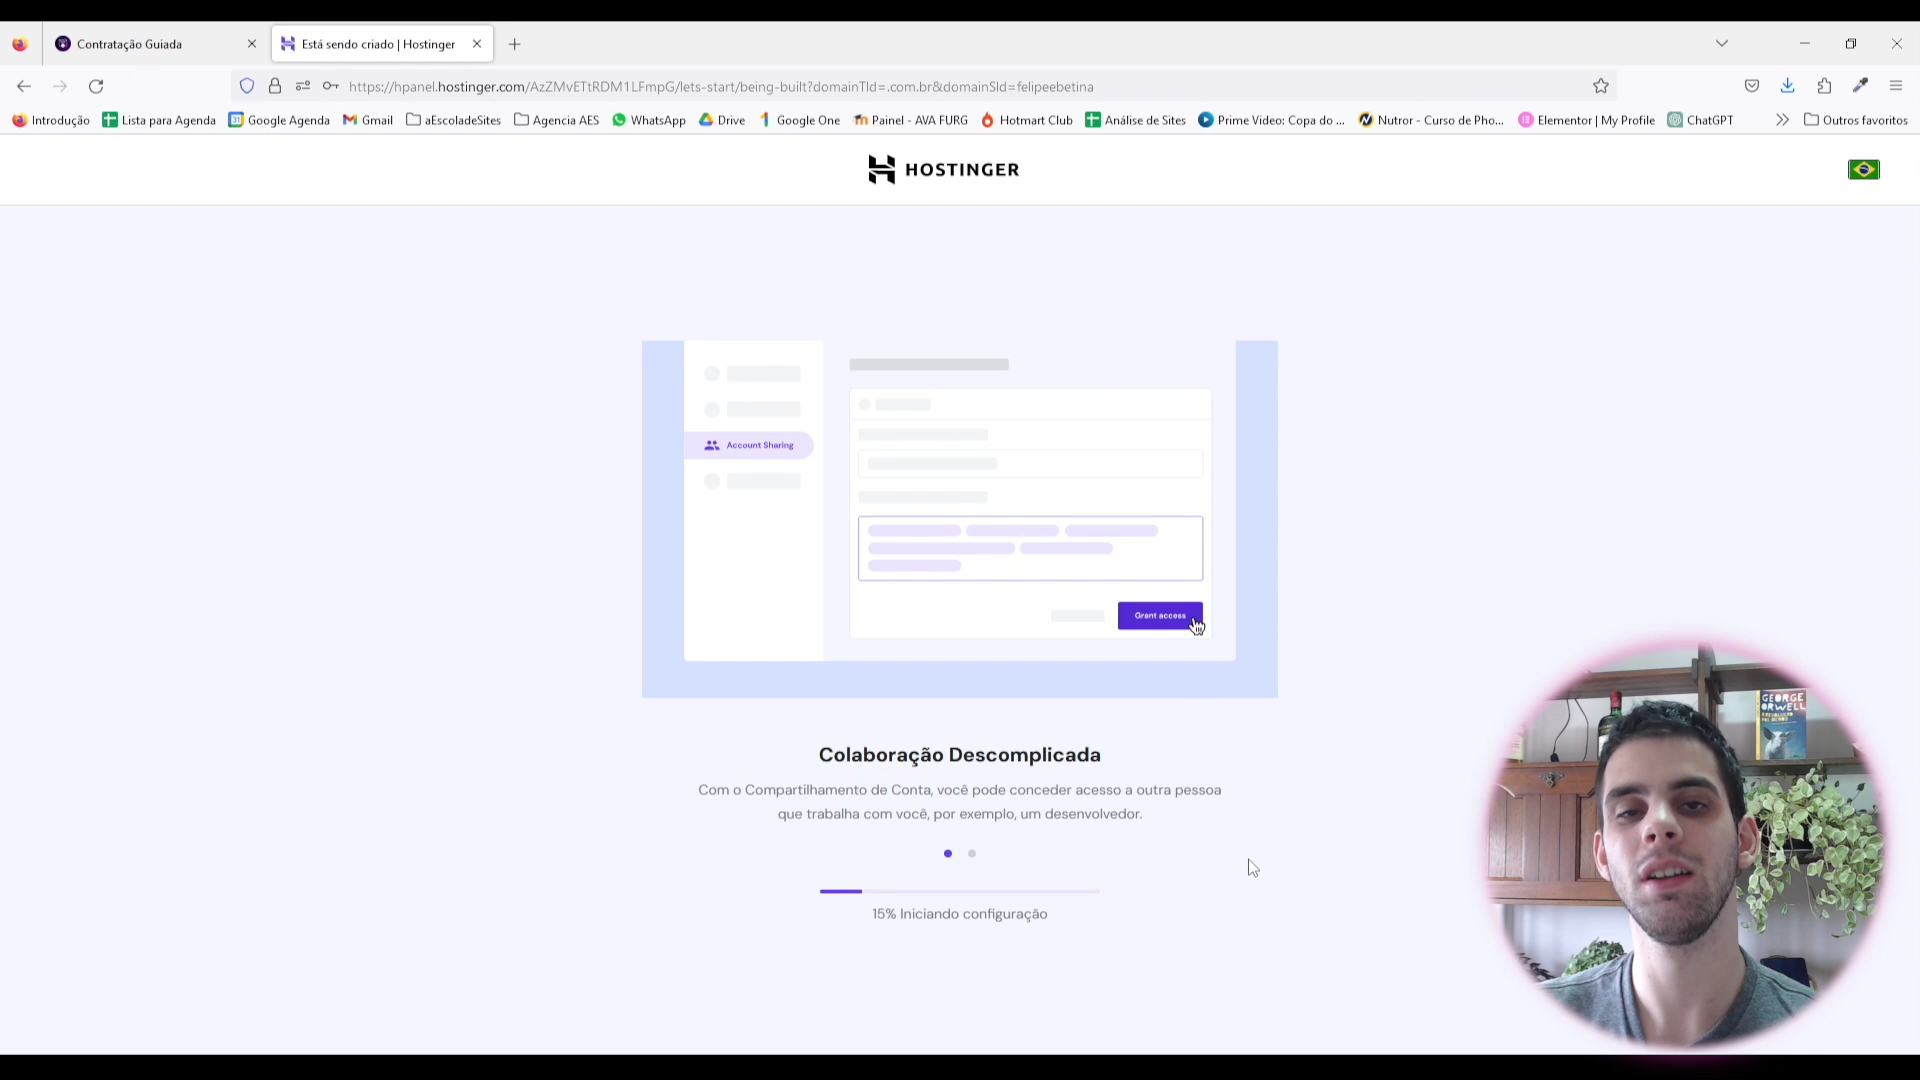 Contratação Guiada
Está sendo criado | Hostinger
https://hpanel.hostinger.com/AzZMvETtRDM1LFmpG/lets-start/being-built?domainTld=.com.br&domainSld=felipeebetina
Introdução
Lista para Agenda
31
Google Agenda
Gmail
aEscoladeSites
Agencia AES
WhatsApp
Drive
Google One
Painel - AVA FURG
Hotmart Club
Análise de Sites
Prime Video: Copa do ...
Nutror - Curso de Pho...
Elementor | My Profile
ChatGPT
Outros favoritos
HOSTINGER
Account Sharing
Grant access
GEORGE
ORWELL
Colaboração Descomplicada
Com o Compartilhamento de Conta, você pode conceder acesso a outra pessoa
que trabalha com você, por exemplo, um desenvolvedor.
15% Iniciando configuração